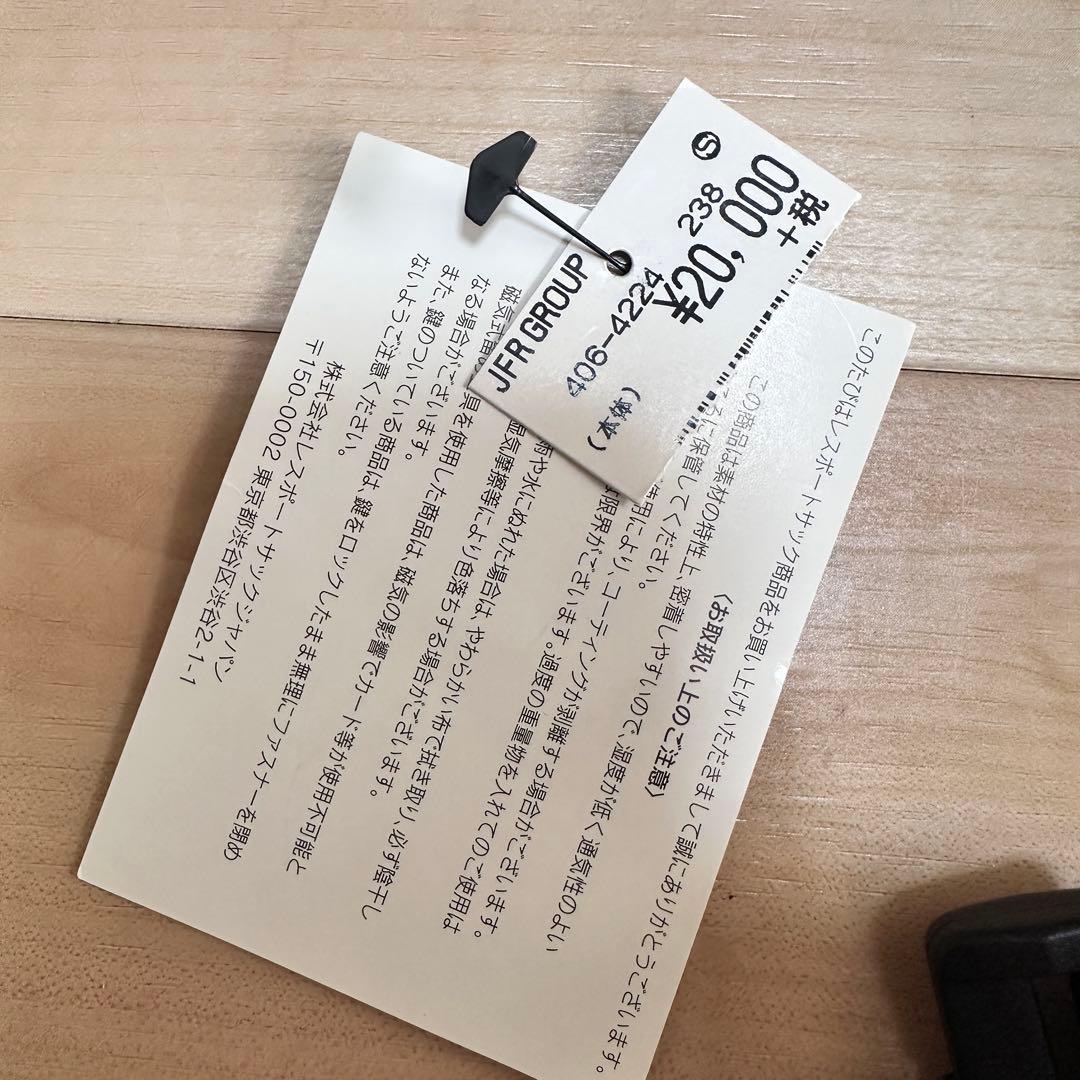 JFR GROUP
406-4224 238
Ⓢ
(本体) ¥20,000
+税
このたびはレスポートサック商品をお買い上げいただきまして誠にありがとうございます。
〈お取扱い上のご注意〉
この商品は素材の特性上、密着しやすいので、湿度が低く通気性のよい
ろに保管してください。
使用により、コーティングが剥離する場合がございます。
限界がございます。過度の重量物を入れてのご使用は
雨や水にぬれた場合は、やわらかい布で拭き取り、必ず陰干し
湿気摩擦等により色落ちする場合がございます。
磁気式留 具を使用した商品は、磁気の影響でカード等が使用不可能と
なる場合がございます。
また、鍵のついている商品は、鍵をロックしたまま無理にファスナーを閉め
ないようご注意ください。
株式会社レスポートサックジャパン
〒150-0002 東京都渋谷区渋谷2-1-1